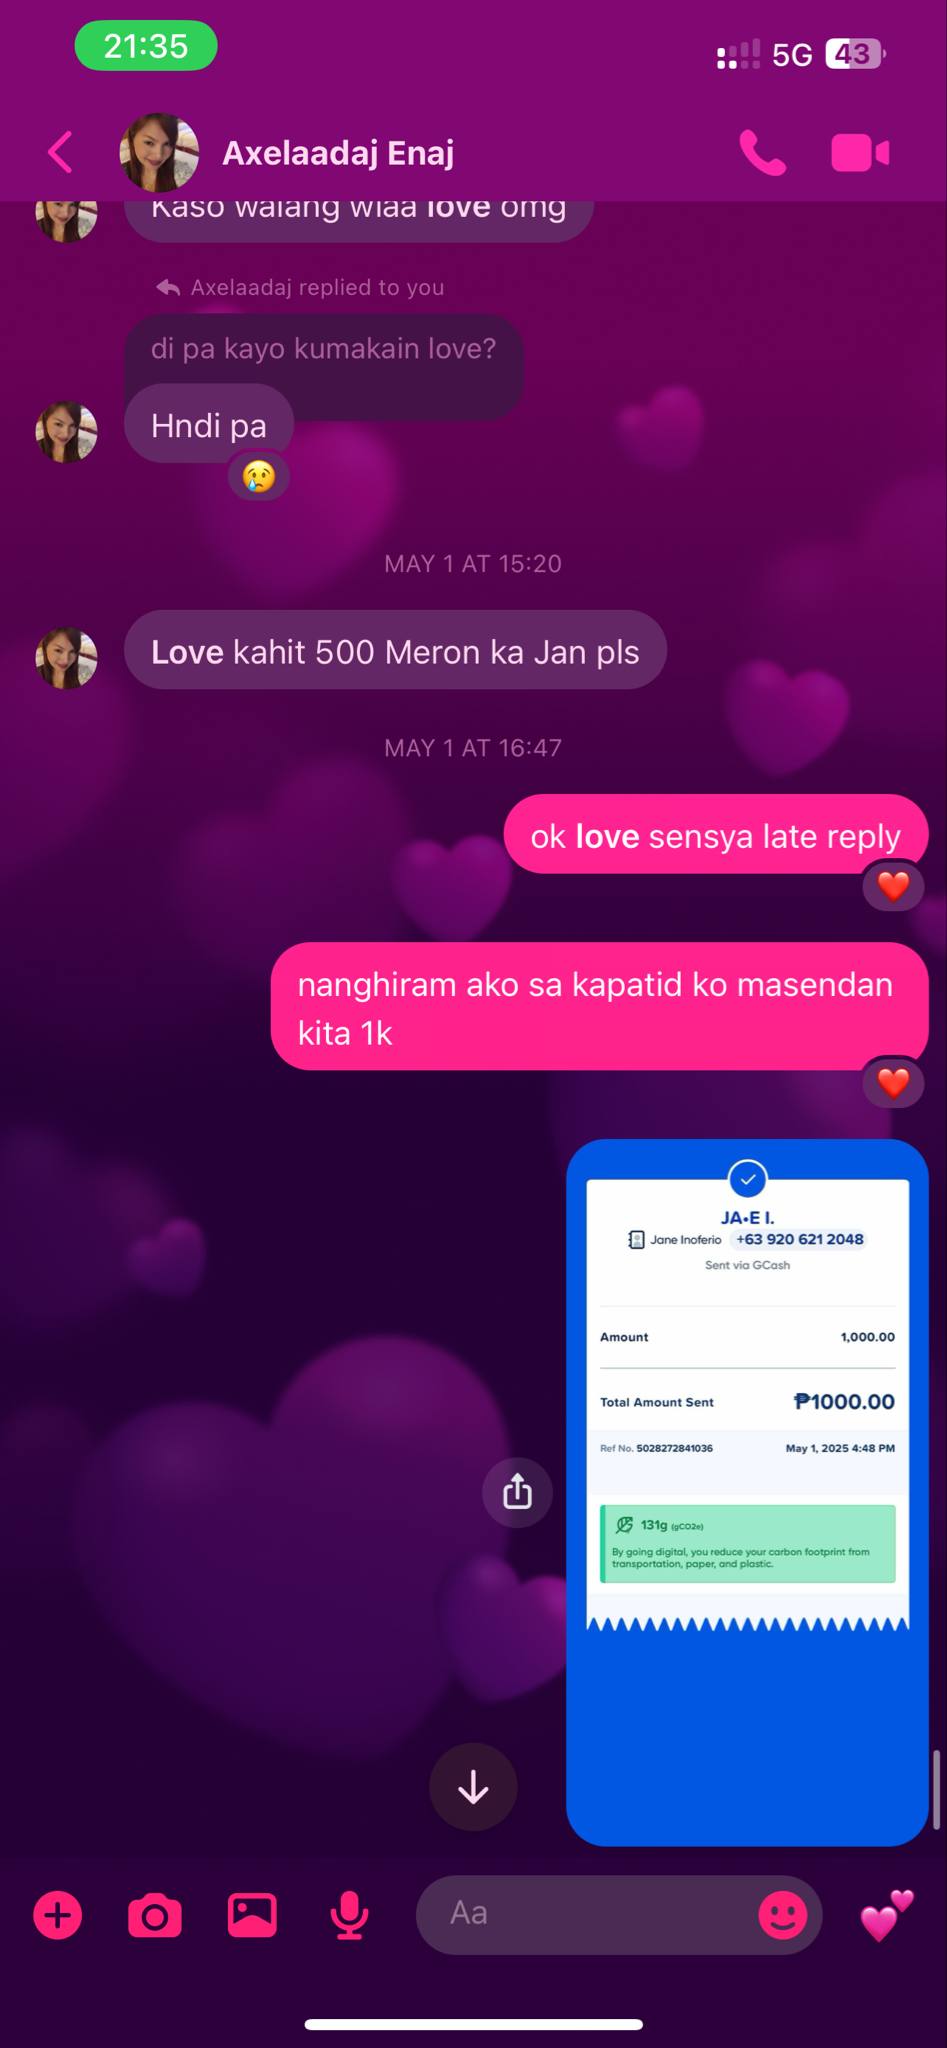 21:35
5G
43
Axelaadaj Enaj
Kaso walang wiaa love omg
Axelaadaj replied to you
di pa kayo kumakain love?
Hndi pa
MAY 1 AT 15:20
Love kahit 500 Meron ka Jan pls
MAY 1 AT 16:47
ok love sensya late reply
nanghiram ako sa kapatid ko masendan
kita 1k
JA•E I.
Jane Inoferio +63 920 621 2048
Sent via GCash
Amount 1,000.00
Total Amount Sent ₱1000.00
Ref No. 5028272841036 May 1, 2025 4:48 PM
131g (gCO2e)
By going digital, you reduce your carbon footprint from
transportation, paper, and plastic.
Aa